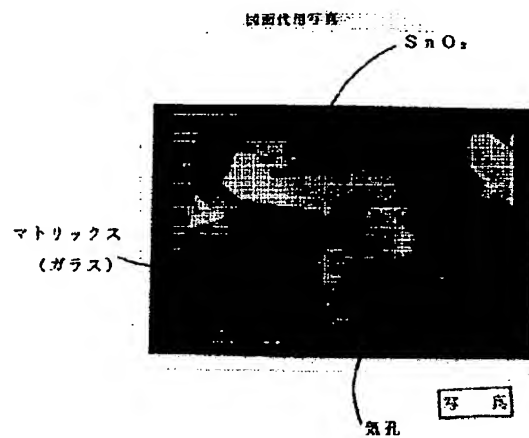 図面代用写真
SnO₂
マトリックス
(ガラス)
気孔
写真